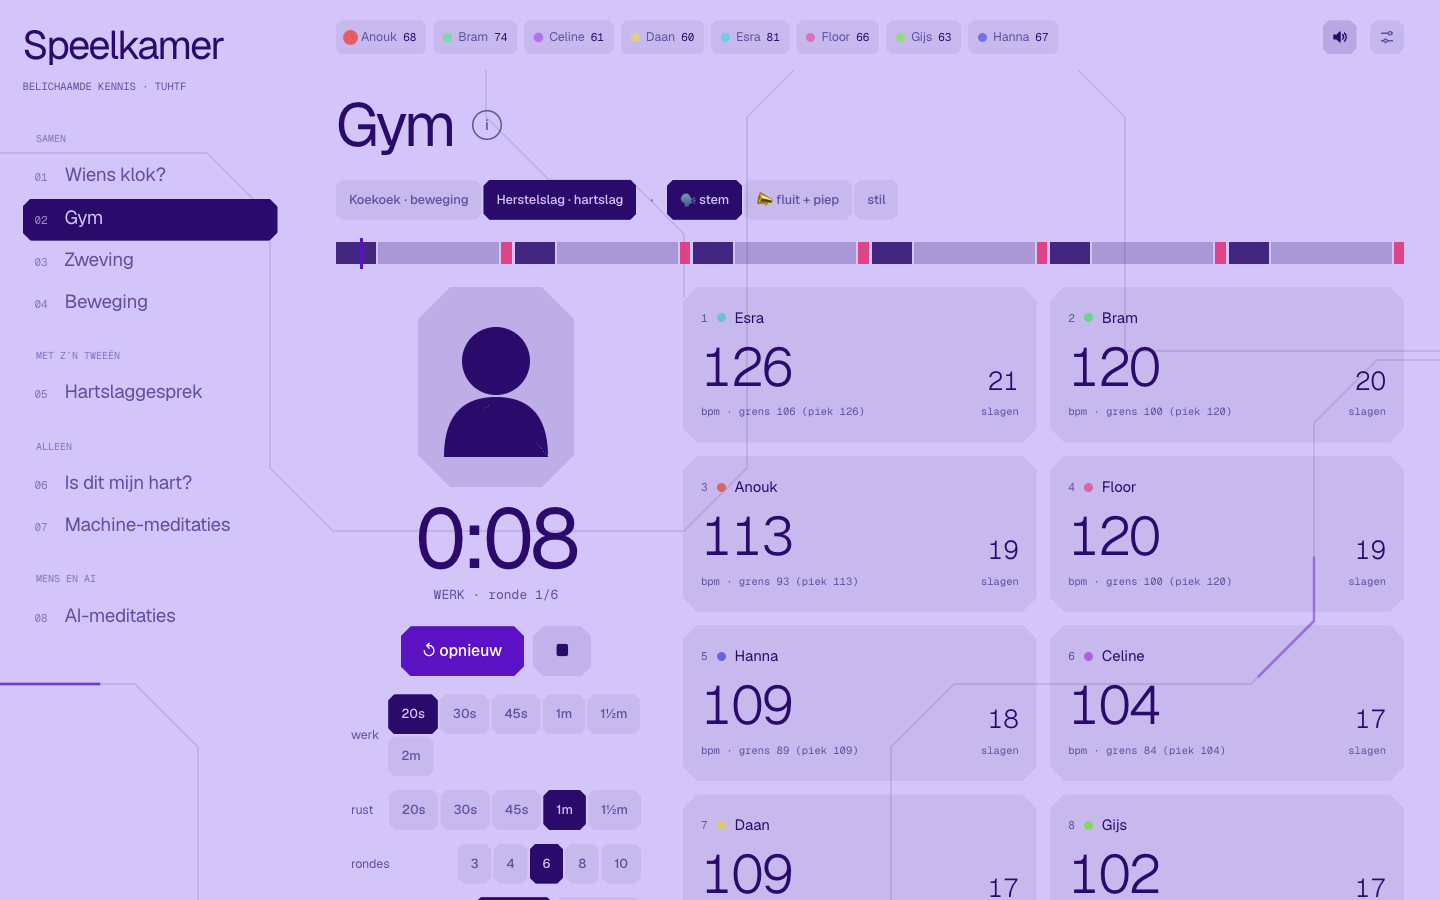 Speelkamer
BELICHAAMDE KENNIS · TUHTF
SAMEN
01 Wiens klok?
02 Gym
03 Zweving
04 Beweging
MET Z'N TWEEËN
05 Hartslaggesprek
ALLEEN
06 Is dit mijn hart?
07 Machine-meditaties
MENS EN AI
08 AI-meditaties
Anouk 68 Bram 74 Celine 61 Daan 60 Esra 81 Floor 66 Gijs 63 Hanna 67
Gym i
Koekoek · beweging Herstelslag · hartslag · stem fluit + piep stil
0:08
WERK · ronde 1/6
opnieuw
werk 20s 30s 45s 1m 1½m
2m
rust 20s 30s 45s 1m 1½m
rondes 3 4 6 8 10
1 Esra
126 21
bpm · grens 106 (piek 126) slagen
2 Bram
120 20
bpm · grens 100 (piek 120) slagen
3 Anouk
113 19
bpm · grens 93 (piek 113) slagen
4 Floor
120 19
bpm · grens 100 (piek 120) slagen
5 Hanna
109 18
bpm · grens 89 (piek 109) slagen
6 Celine
104 17
bpm · grens 84 (piek 104) slagen
7 Daan
109 17
8 Gijs
102 17